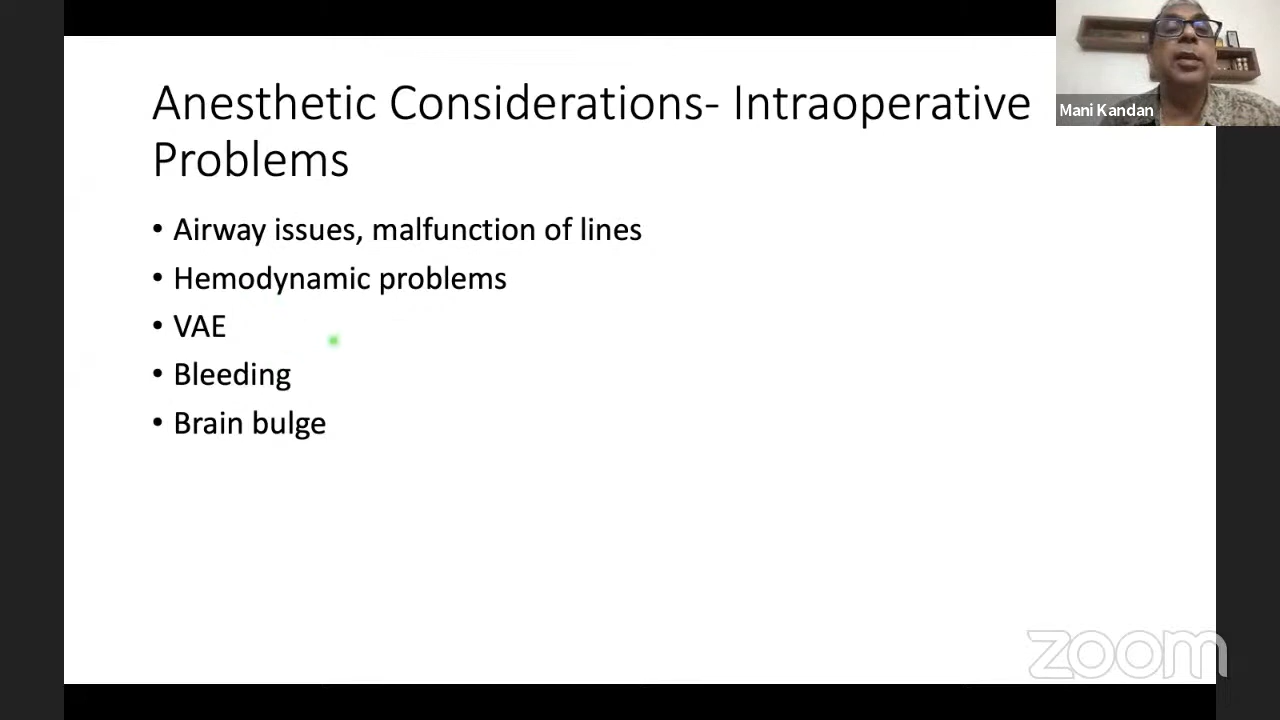 Anesthetic Considerations- Intraoperative
Problems
• Airway issues, malfunction of lines
• Hemodynamic problems
• VAE
• Bleeding
• Brain bulge
Mani Kandan
zoom